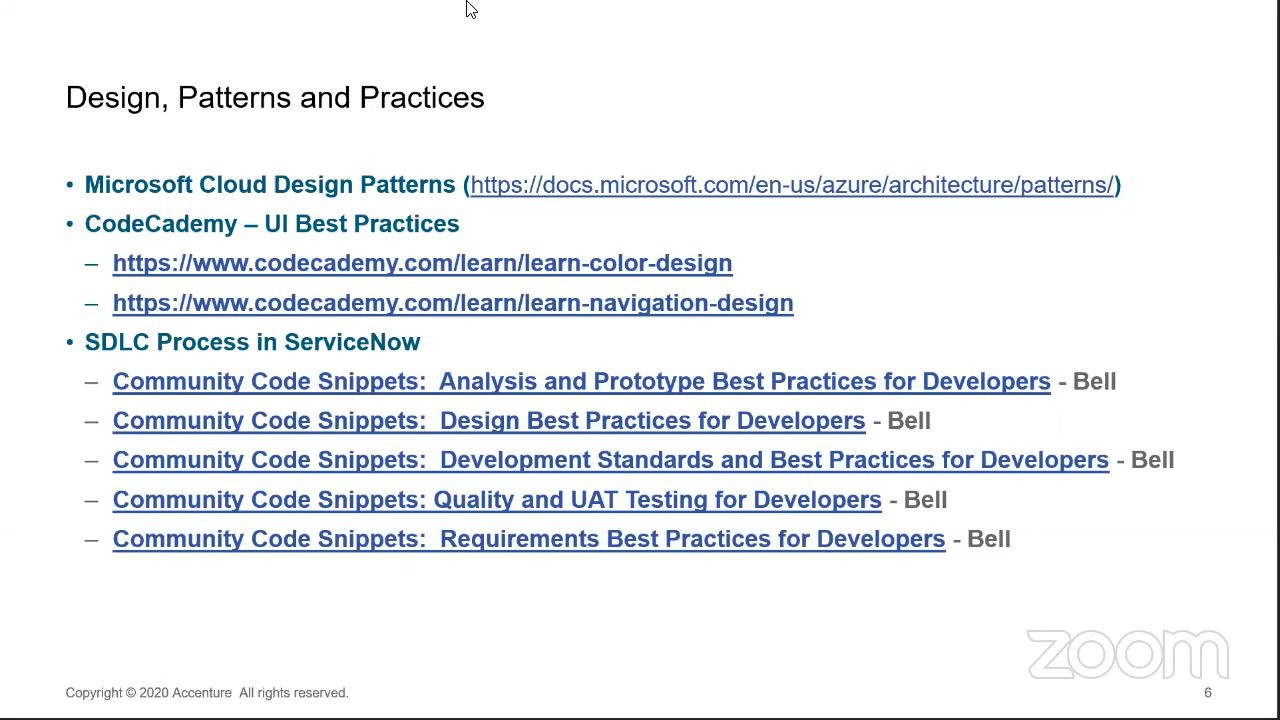 Design, Patterns and Practices
• Microsoft Cloud Design Patterns (https://docs.microsoft.com/en-us/azure/architecture/patterns/)
• CodeCademy – UI Best Practices
– https://www.codecademy.com/learn/learn-color-design
– https://www.codecademy.com/learn/learn-navigation-design
• SDLC Process in ServiceNow
– Community Code Snippets:  Analysis and Prototype Best Practices for Developers - Bell
– Community Code Snippets:  Design Best Practices for Developers - Bell
– Community Code Snippets:  Development Standards and Best Practices for Developers - Bell
– Community Code Snippets: Quality and UAT Testing for Developers - Bell
– Community Code Snippets:  Requirements Best Practices for Developers - Bell
zoom
Copyright © 2020 Accenture  All rights reserved.
6